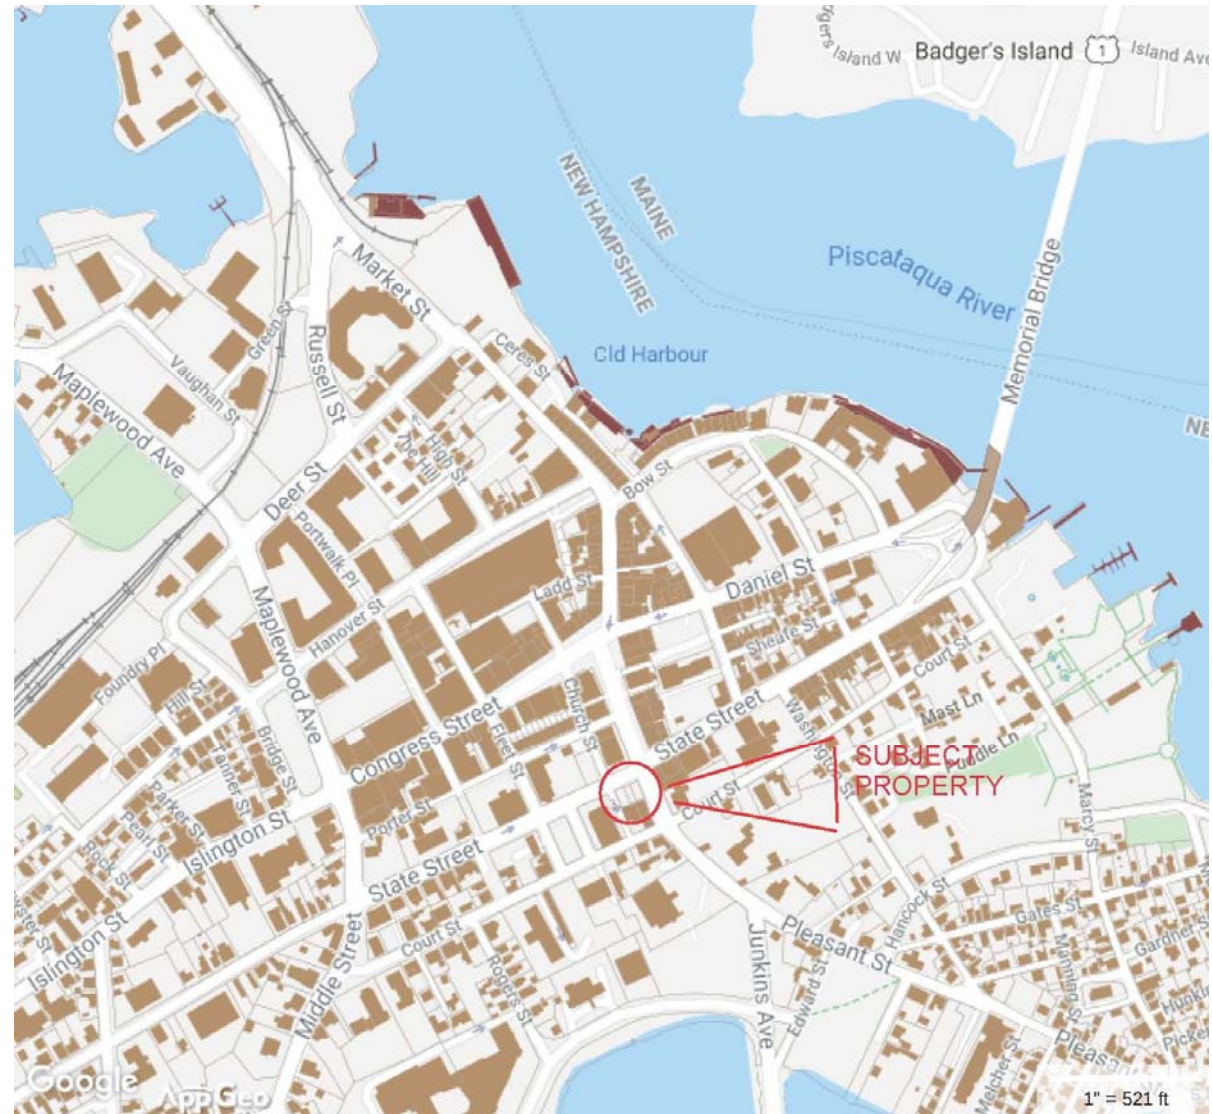 Badger's Island
1
Island Ave
Island W
MAINE
NEW HAMPSHIRE
Piscataqua River
Memorial Bridge
Market St
Ceres St
Cld Harbour
Green St
Russell St
Vaughan St
Maplewood Ave
High St
The Hill
Bow St
Deer St
Portwalk Pl
Ladd St
Daniel St
Hanover St
Maplewood Ave
Sheafe St
Court St
Foundry Pl
Hill St
Mast Ln
Church St
State Street
Bridge St
Tanner St
Congress Street
Fleet St
SUBJECT
PROPERTY
Court St
Marcy St
Parker St
Pearl St
Porter St
Rock St
Islington St
State Street
Islington St
Court St
Middle Street
Rogers St
Pleasant St
Junkins Ave
Hancock St
Gates St
Gardner S
Manning St
Edward St
Melcher St
Google
AppGeo
1" = 521 ft